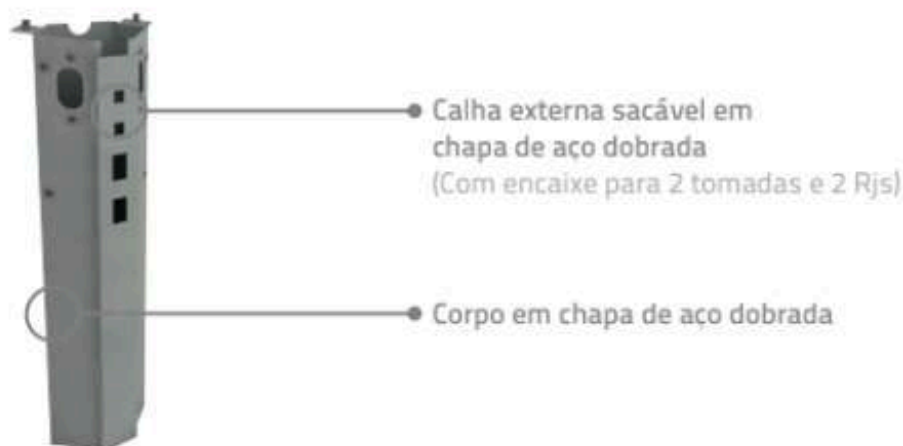 Calha externa sacável em
chapa de aço dobrada
(Com encaixe para 2 tomadas e 2 Rjs)
Corpo em chapa de aço dobrada